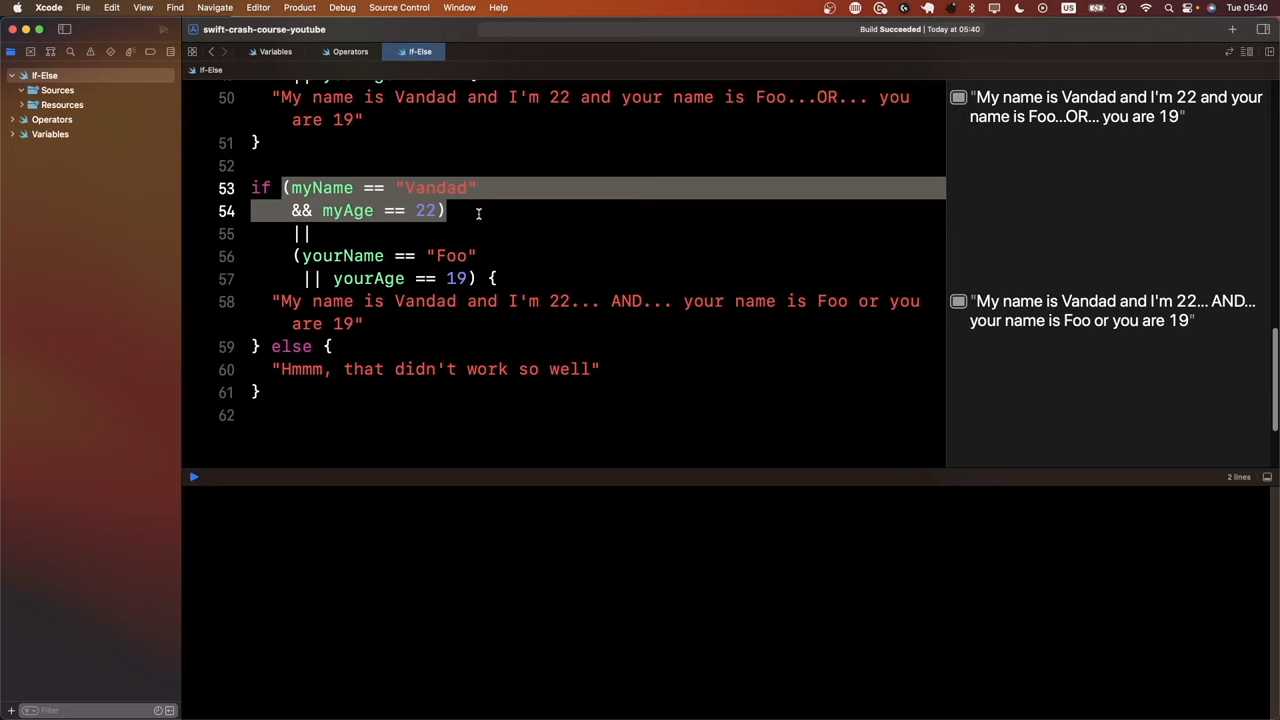 Xcode File Edit View Find Navigate Editor Product Debug Source Control Window Help US Tue 05:40
swift-crash-course-youtube Build Succeeded | Today at 05:40
Variables Operators If-Else
If-Else
If-Else
Sources
Resources
Operators
Variables
50 "My name is Vandad and I'm 22 and your name is Foo...OR... you
are 19"
51 }
52
53 if (myName == "Vandad"
54 && myAge == 22)
55 ||
56 (yourName == "Foo"
57 || yourAge == 19) {
58 "My name is Vandad and I'm 22... AND... your name is Foo or you
are 19"
59 } else {
60 "Hmmm, that didn't work so well"
61 }
62
"My name is Vandad and I'm 22 and your
name is Foo...OR... you are 19"
"My name is Vandad and I'm 22... AND...
your name is Foo or you are 19"
2 lines
Filter